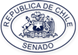 REPUBLICA DE CHILE
SENADO